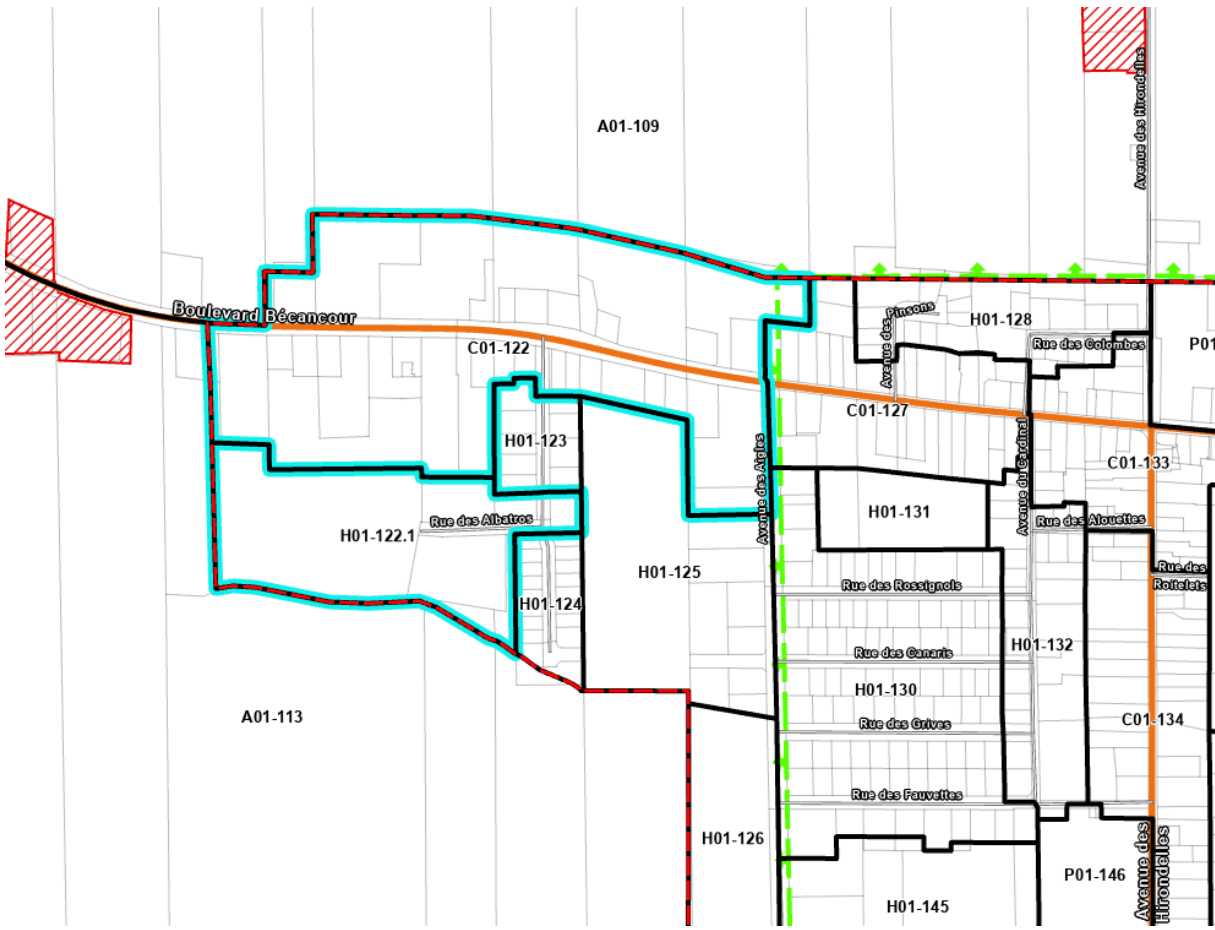 A01-109
Avenue des Hirondelles
Boulevard Bécancour
Avenue des Pinsons
H01-128
Rue des Colombes
P01
C01-122
C01-127
H01-123
Avenue des Aigles
Avenue du Cardinal
C01-133
H01-122.1
Rue des Albatros
H01-131
Rue des Alouettes
H01-125
Rue des Rossignols
Rue des
Roitelets
H01-124
H01-132
Rue des Canaris
H01-130
A01-113
Rue des Grives
C01-134
Rue des Fauvettes
H01-126
P01-146
Avenue des
Hirondelles
H01-145